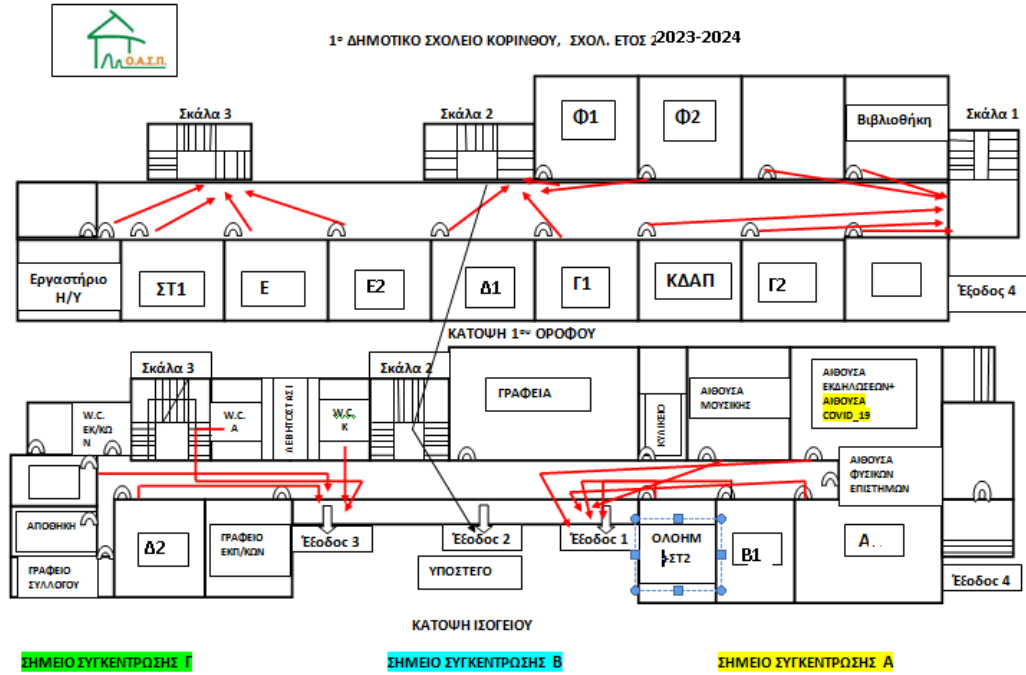 Ο.Α.Σ.Π.
1ο ΔΗΜΟΤΙΚΟ ΣΧΟΛΕΙΟ ΚΟΡΙΝΘΟΥ, ΣΧΟΛ. ΕΤΟΣ 2023-2024
Σκάλα 3
Σκάλα 2
Φ1
Φ2
Βιβλιοθήκη
Σκάλα 1
Εργαστήριο
Η/Υ
ΣΤ1
Ε
Ε2
Δ1
Γ1
ΚΔΑΠ
Γ2
Έξοδος 4
ΚΑΤΟΨΗ 1ου ΟΡΟΦΟΥ
Σκάλα 3
Σκάλα 2
W.C.
ΕΚ/ΚΩ
Ν
W.C.
Α
ΛΕΒΗΤΟΣΤΑΣΙ
W.C.
Κ
ΓΡΑΦΕΙΑ
ΚΥΛΙΚΕΙΟ
ΑΙΘΟΥΣΑ
ΜΟΥΣΙΚΗΣ
ΑΙΘΟΥΣΑ
ΕΚΔΗΛΩΣΕΩΝ+
ΑΙΘΟΥΣΑ
COVID_19
ΑΙΘΟΥΣΑ
ΦΥΣΙΚΩΝ
ΕΠΙΣΤΗΜΩΝ
ΑΠΟΘΗΚΗ
ΓΡΑΦΕΙΟ
ΣΥΛΛΟΓΟΥ
Δ2
ΓΡΑΦΕΙΟ
ΕΚΠ/ΚΩΝ
Έξοδος 3
Έξοδος 2
Έξοδος 1
ΥΠΟΣΤΕΓΟ
ΟΛΟΗΜ
+ΣΤ2
Β1
Α..
Έξοδος 4
ΚΑΤΟΨΗ ΙΣΟΓΕΙΟΥ
ΣΗΜΕΙΟ ΣΥΓΚΕΝΤΡΩΣΗΣ Γ
ΣΗΜΕΙΟ ΣΥΓΚΕΝΤΡΩΣΗΣ Β
ΣΗΜΕΙΟ ΣΥΓΚΕΝΤΡΩΣΗΣ Α